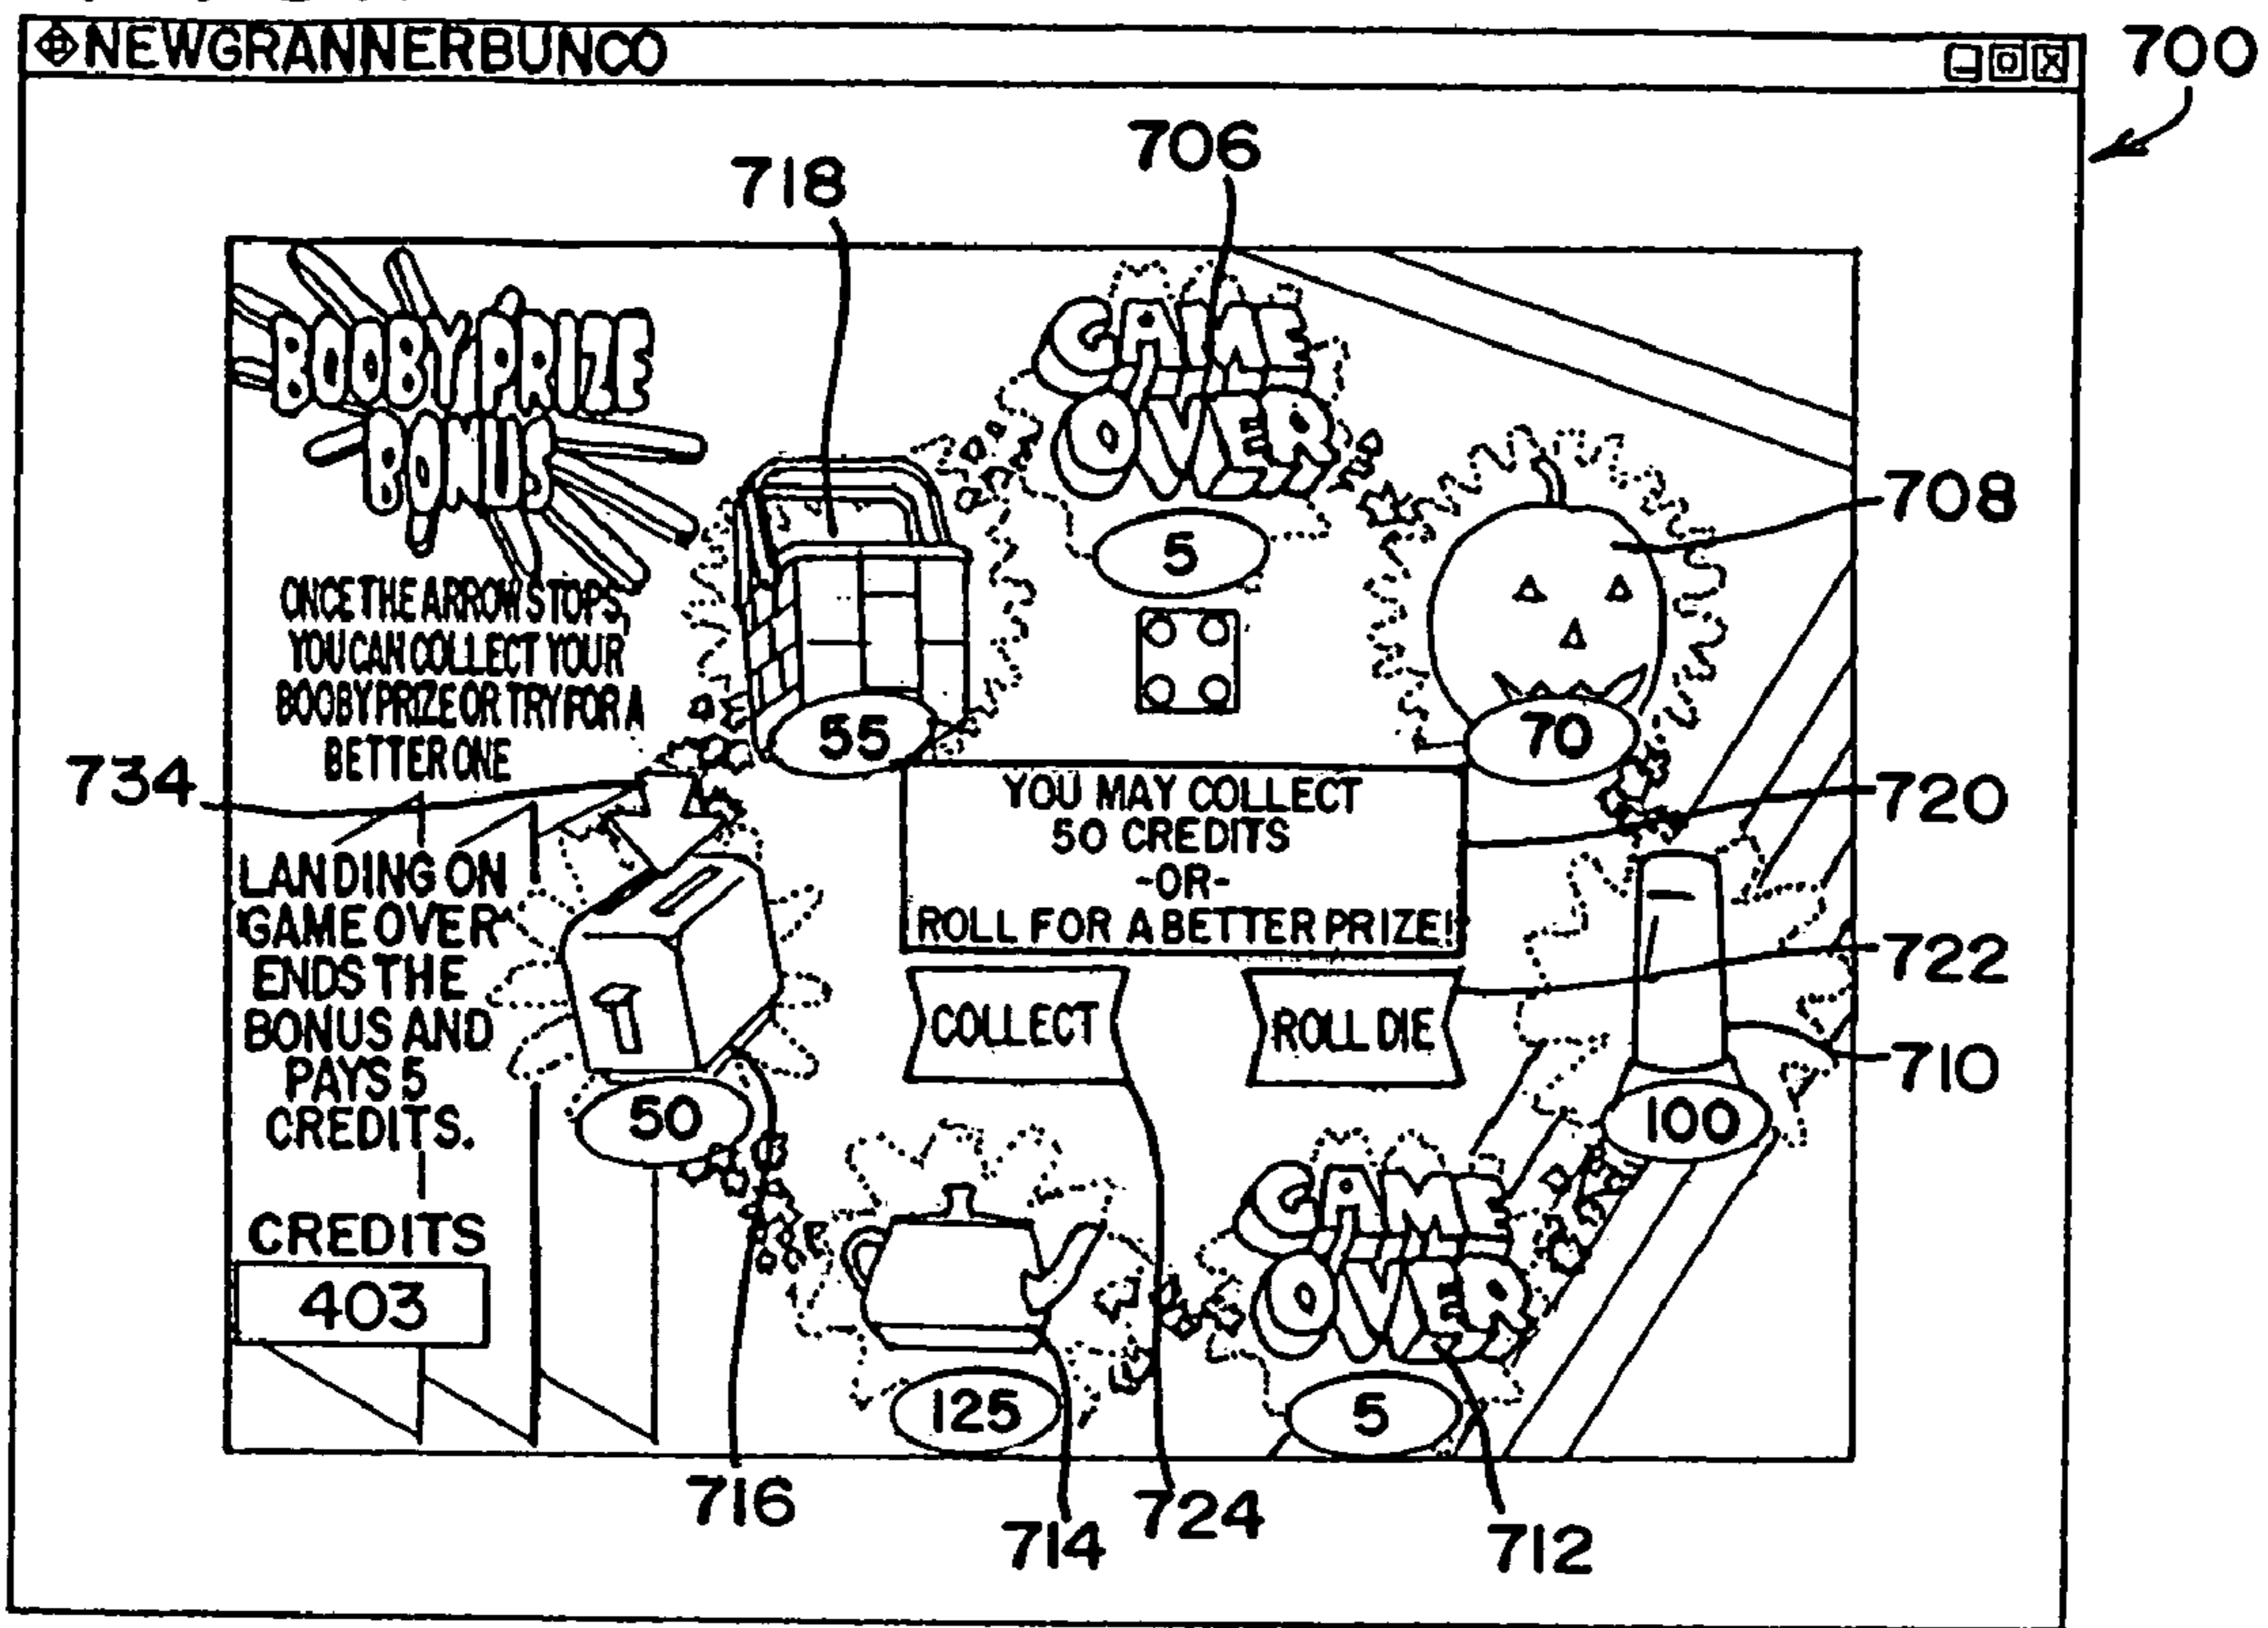 NEWGRANNERBUNCO
700
706
718
BOOBY PRIZE
BONUS
GAME
OVER
5
708
ONCE THE ARROW STOPS,
YOU CAN COLLECT YOUR
BOOBY PRIZE OR TRY FOR A
BETTER ONE
55
70
734
720
YOU MAY COLLECT
50 CREDITS
-OR-
ROLL FOR A BETTER PRIZE!
LANDING ON
GAME OVER
ENDS THE
BONUS AND
PAYS 5
CREDITS.
722
COLLECT
ROLL DIE
710
50
100
CREDITS
403
GAME
OVER
125
5
716
714
724
712